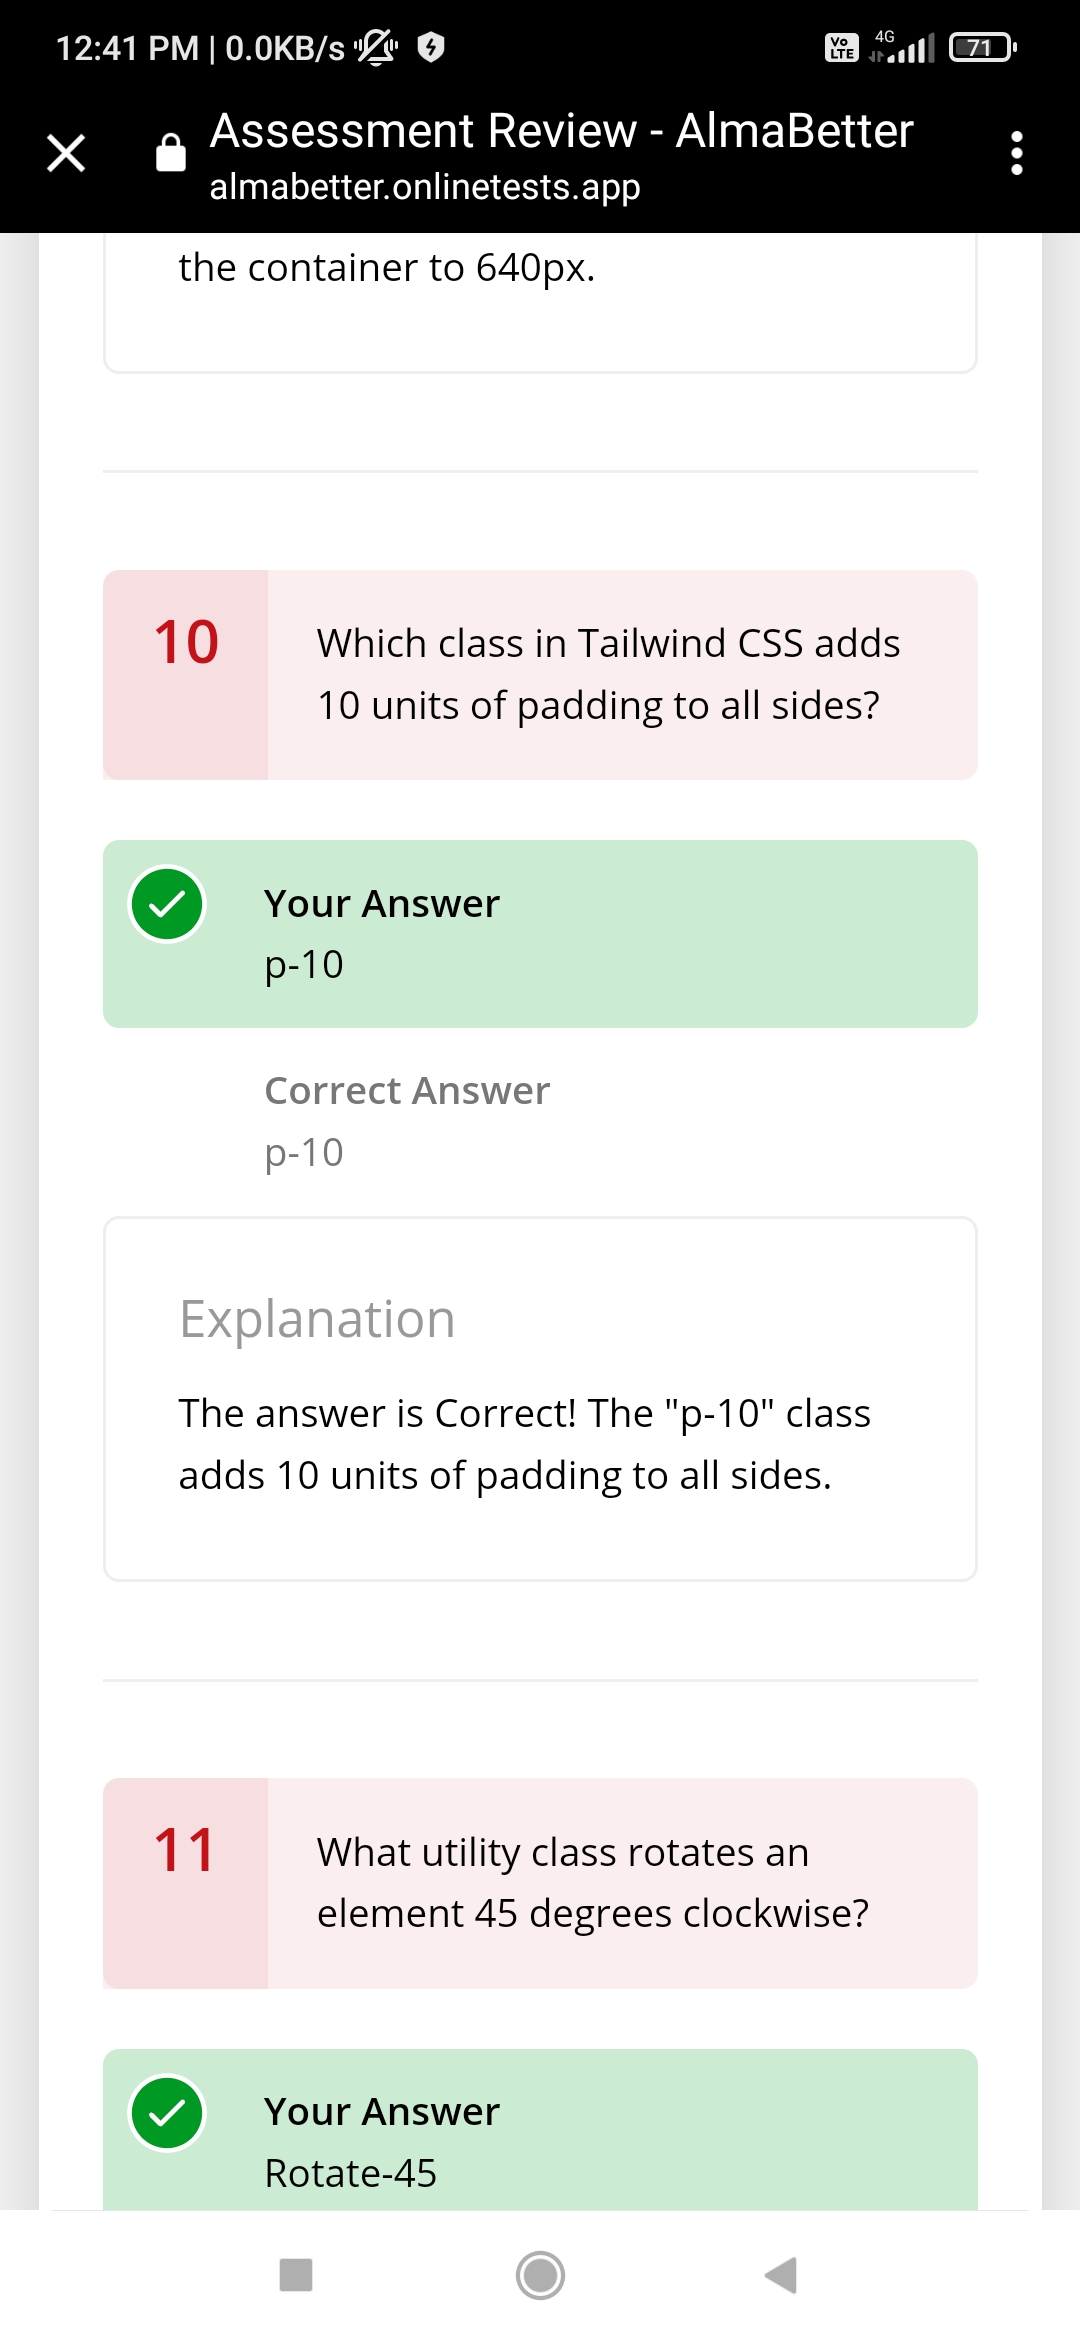 12:41 PM | 0.0KB/s
Vo LTE
4G
71
Assessment Review - AlmaBetter
almabetter.onlinetests.app
the container to 640px.
10
Which class in Tailwind CSS adds
10 units of padding to all sides?
Your Answer
p-10
Correct Answer
p-10
Explanation
The answer is Correct! The "p-10" class
adds 10 units of padding to all sides.
11
What utility class rotates an
element 45 degrees clockwise?
Your Answer
Rotate-45